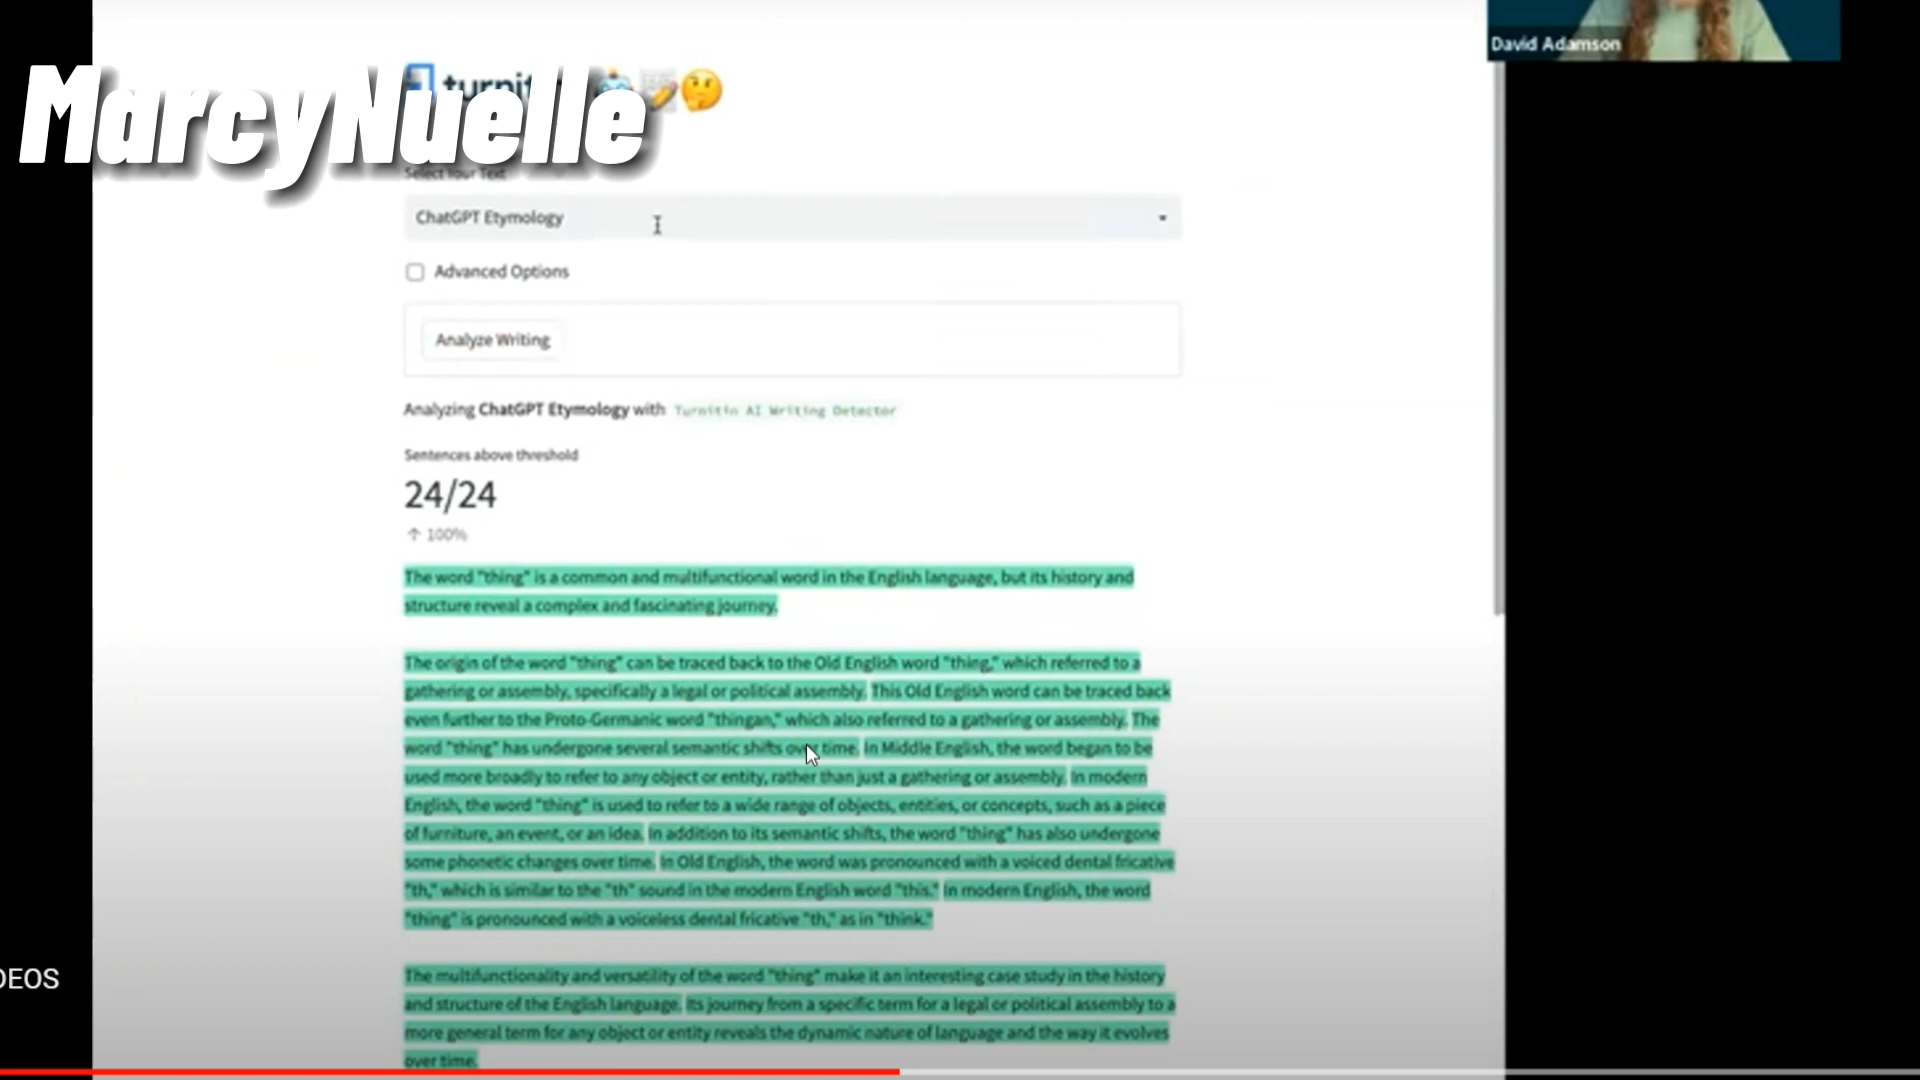 David Adamson
MarcyNuelle
turnit
Select Your Text
ChatGPT Etymology
Advanced Options
Analyze Writing
Analyzing ChatGPT Etymology with Turnitin AI Writing Detector
Sentences above threshold
24/24
↑ 100%
The word "thing" is a common and multifunctional word in the English language, but its history and
structure reveal a complex and fascinating journey.
The origin of the word "thing" can be traced back to the Old English word "thing," which referred to a
gathering or assembly, specifically a legal or political assembly. This Old English word can be traced back
even further to the Proto-Germanic word "thingan," which also referred to a gathering or assembly. The
word "thing" has undergone several semantic shifts over time. In Middle English, the word began to be
used more broadly to refer to any object or entity, rather than just a gathering or assembly. In modern
English, the word "thing" is used to refer to a wide range of objects, entities, or concepts, such as a piece
of furniture, an event, or an idea. In addition to its semantic shifts, the word "thing" has also undergone
some phonetic changes over time. In Old English, the word was pronounced with a voiced dental fricative
"th," which is similar to the "th" sound in the modern English word "this." In modern English, the word
"thing" is pronounced with a voiceless dental fricative "th," as in "think."
The multifunctionality and versatility of the word "thing" make it an interesting case study in the history
and structure of the English language. Its journey from a specific term for a legal or political assembly to a
more general term for any object or entity reveals the dynamic nature of language and the way it evolves
over time.
DEOS